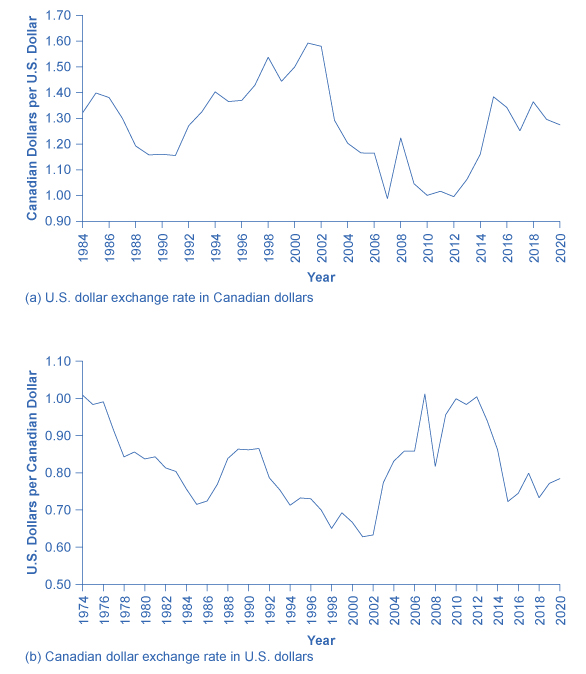 Canadian Dollars per U.S. Dollar
1.70
1.60
1.50
1.40
1.30
1.20
1.10
1.00
0.90
1984 1986 1988 1990 1992 1994 1996 1998 2000 2002 2004 2006 2008 2010 2012 2014 2016 2018 2020
Year
(a) U.S. dollar exchange rate in Canadian dollars
U.S. Dollars per Canadian Dollar
1.10
1.00
0.90
0.80
0.70
0.60
0.50
1974 1976 1978 1980 1982 1984 1986 1988 1990 1992 1994 1996 1998 2000 2002 2004 2006 2008 2010 2012 2014 2016 2018 2020
Year
(b) Canadian dollar exchange rate in U.S. dollars